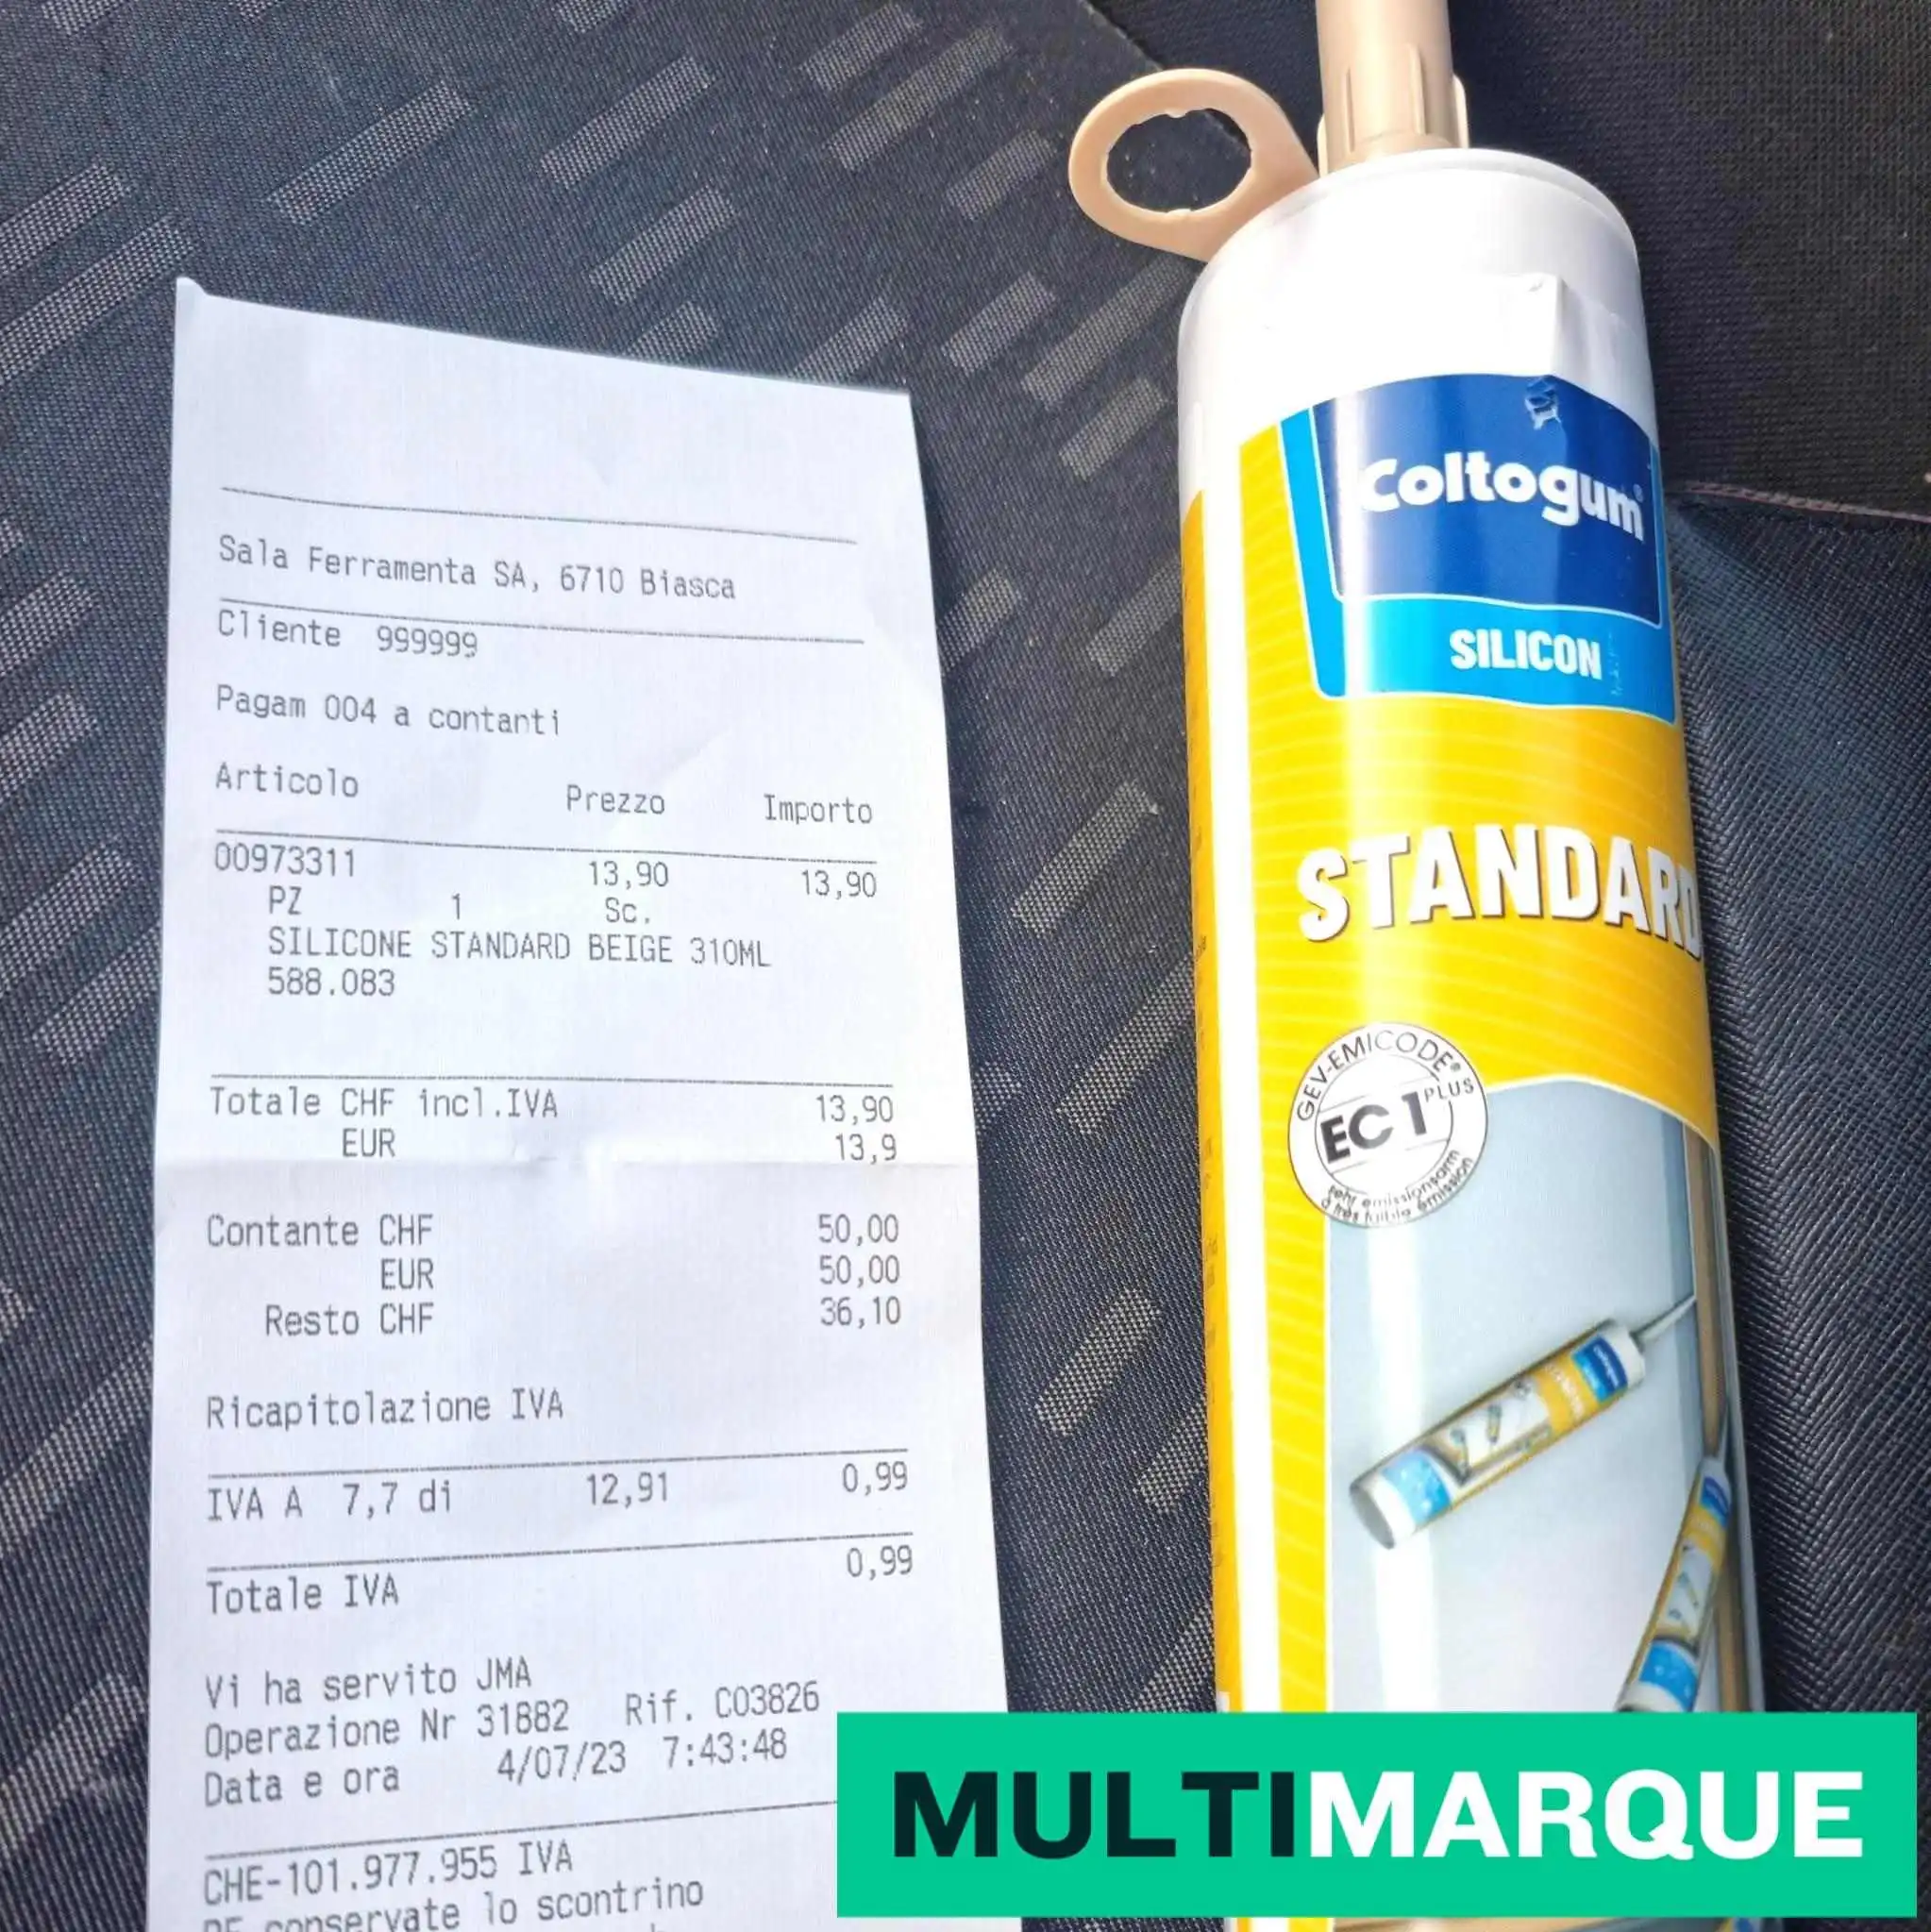 Sala Ferramenta SA, 6710 Biasca
Cliente 999999
Pagam 004 a contanti
Articolo Prezzo Importo
00973311 13,90 13,90
PZ 1 Sc.
SILICONE STANDARD BEIGE 310ML
588.083
Totale CHF incl.IVA 13,90
EUR 13,9
Contante CHF 50,00
EUR 50,00
Resto CHF 36,10
Ricapitolazione IVA
IVA A 7,7 di 12,91 0,99
Totale IVA 0,99
Vi ha servito JMA
Operazione Nr 31882 Rif. C03826
Data e ora 4/07/23 7:43:48
CHE-101.977.955 IVA
conservate lo scontrino
Coltogum®
SILICON
STANDARD
GEV-EMICODE®
EC 1 PLUS
sehr emissionsarm
à très faible émission
MULTIMARQUE